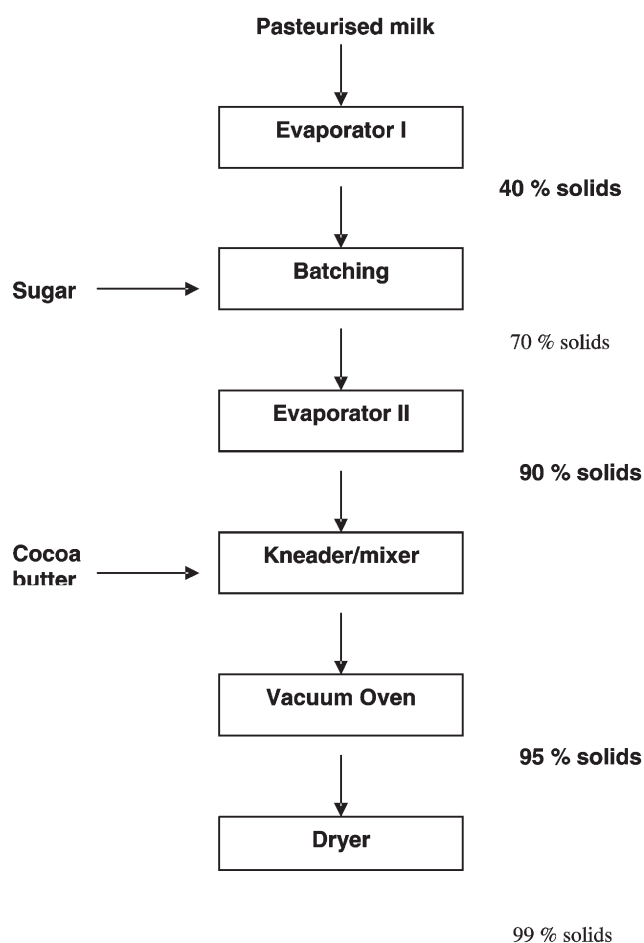 Pasteurised milk
Evaporator I
40 % solids
Batching
Sugar
70 % solids
Evaporator II
90 % solids
Cocoa
butter
Kneader/mixer
Vacuum Oven
95 % solids
Dryer
99 % solids